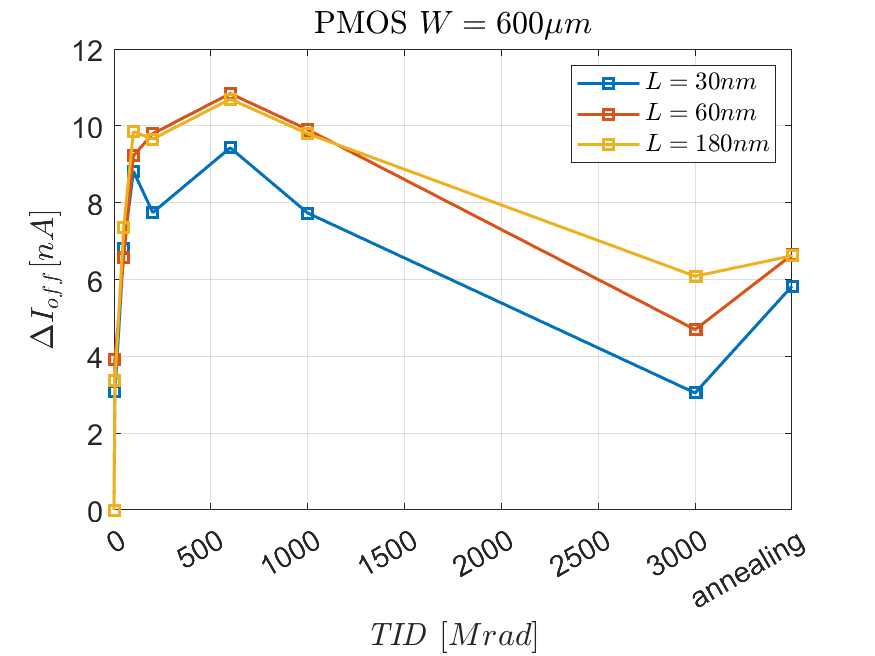 PMOS W = 600μm
12
10
8
6
4
2
0
ΔI_off [nA]
L = 30nm
L = 60nm
L = 180nm
0
500
1000
1500
2000
2500
3000
annealing
TID [Mrad]